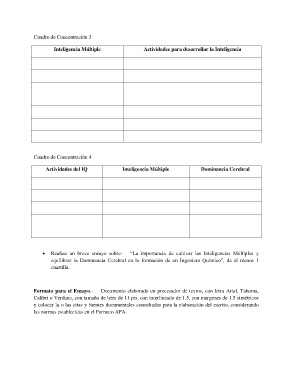 Cuadro de Concentración 3
Inteligencia Múltiple Actividades para desarrollar la Inteligencia
Cuadro de Concentración 4
Actividades del IQ Inteligencia Múltiple Dominancia Cerebral
• Realiza un breve ensayo sobre: "La importancia de cultivar las Inteligencias Múltiples y
equilibrar la Dominancia Cerebral en la formación de un Ingeniero Químico", de al menos 1
cuartilla.
Formato para el Ensayo.- Documento elaborado en procesador de textos, con letra Arial, Tahoma,
Calibri o Verdana, con tamaño de letra de 11 pts, con interlineado de 1.5, con márgenes de 1.5 simétricos
y colocar la o las citas y fuentes documentales consultados para la elaboración del escrito, considerando
las normas establecidas en el Formato APA.